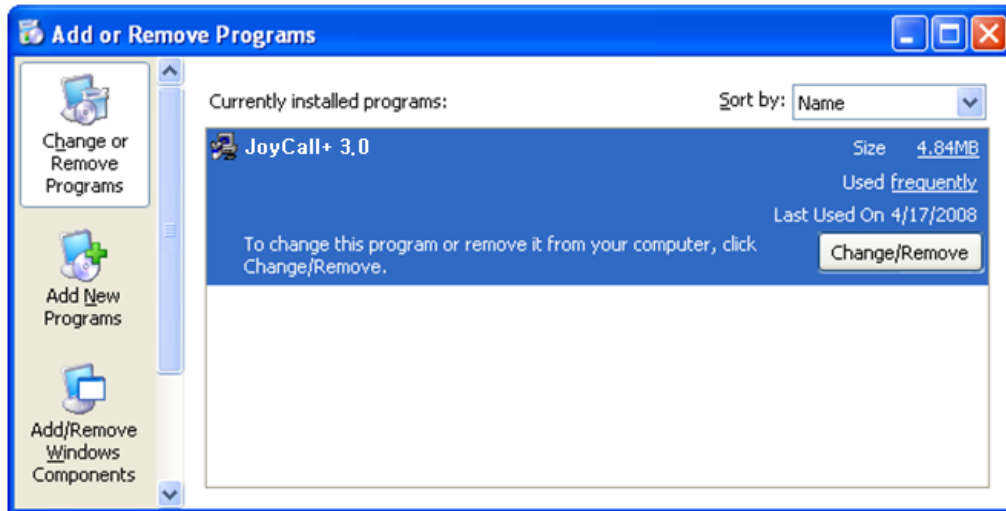 Add or Remove Programs
Change or
Remove
Programs
Add New
Programs
Add/Remove
Windows
Components
Currently installed programs:
Sort by: Name
JoyCall+ 3,0
Size 4.84MB
Used frequently
Last Used On 4/17/2008
To change this program or remove it from your computer, click
Change/Remove.
Change/Remove